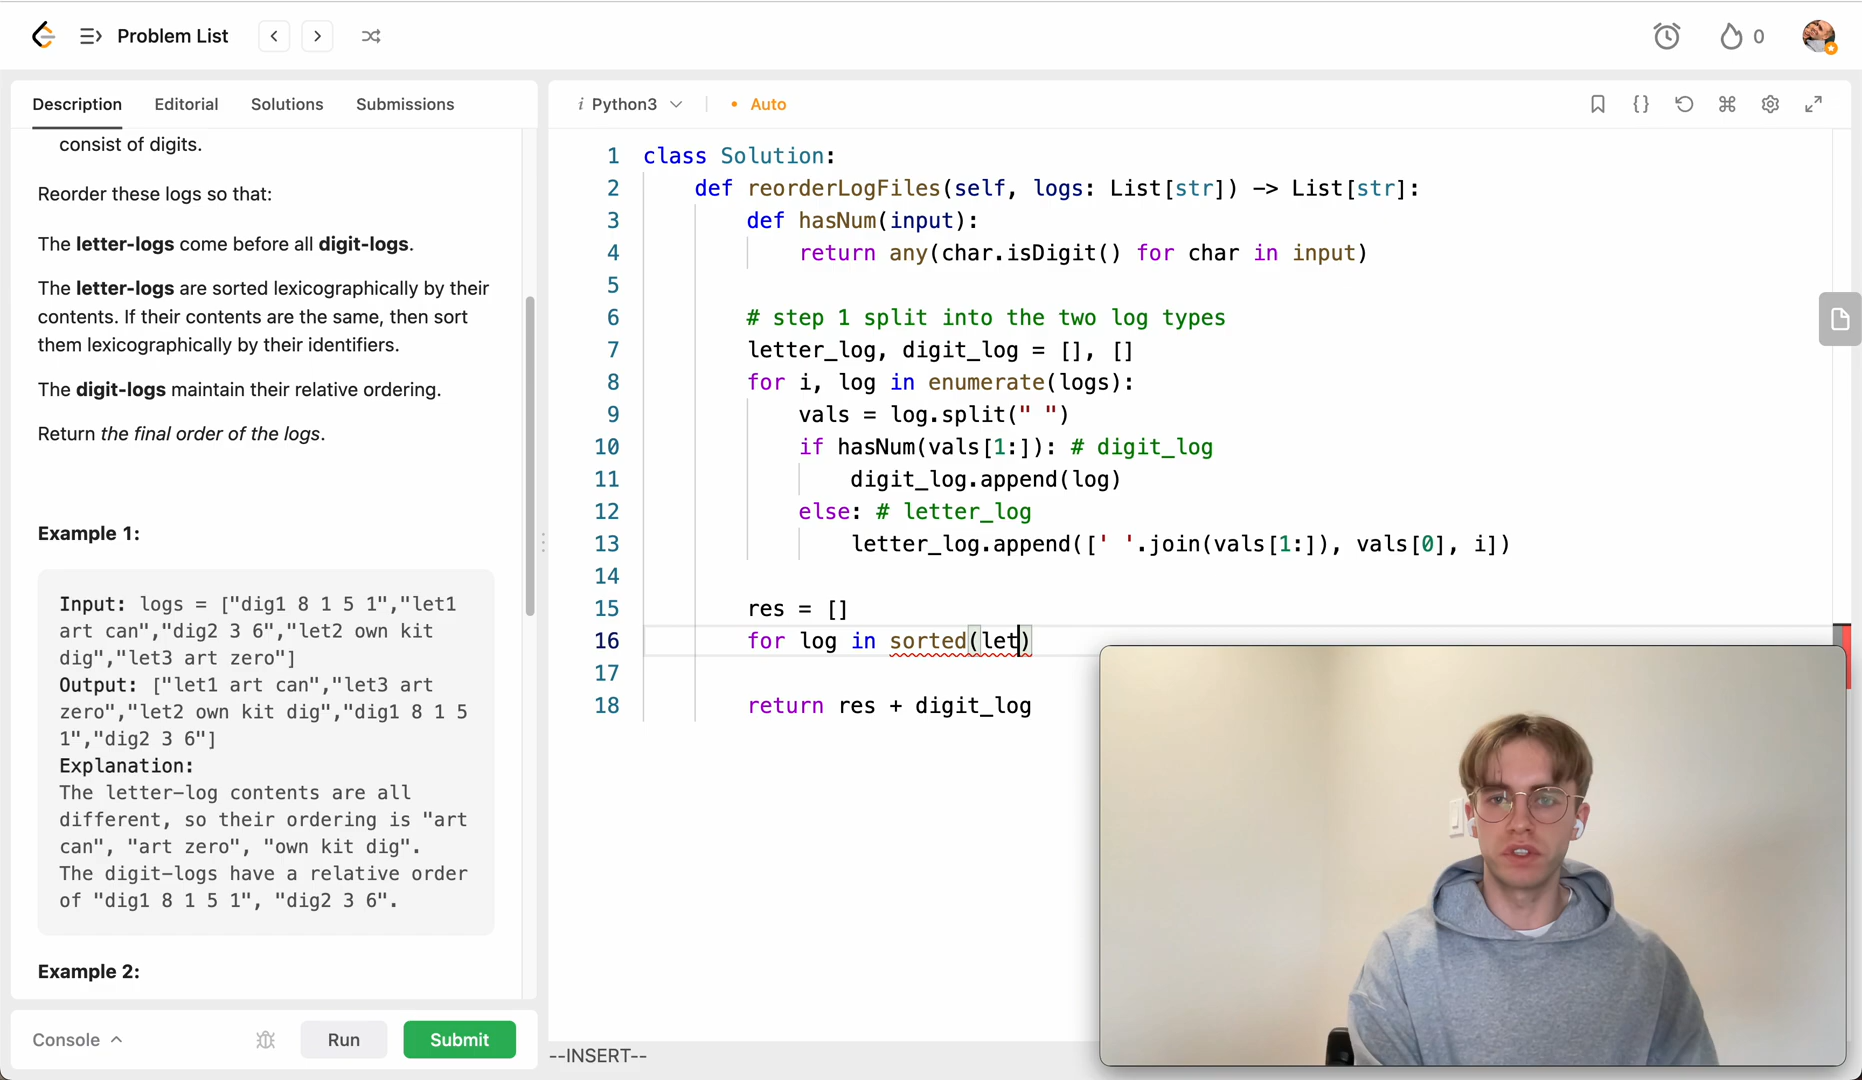 Problem List
0
Description
Editorial
Solutions
Submissions
consist of digits.
Reorder these logs so that:
The letter-logs come before all digit-logs.
The letter-logs are sorted lexicographically by their
contents. If their contents are the same, then sort
them lexicographically by their identifiers.
The digit-logs maintain their relative ordering.
Return the final order of the logs.
Example 1:
Input: logs = ["dig1 8 1 5 1","let1
art can","dig2 3 6","let2 own kit
dig","let3 art zero"]
Output: ["let1 art can","let3 art
zero","let2 own kit dig","dig1 8 1 5
1","dig2 3 6"]
Explanation:
The letter-log contents are all
different, so their ordering is "art
can", "art zero", "own kit dig".
The digit-logs have a relative order
of "dig1 8 1 5 1", "dig2 3 6".
Example 2:
Console
Run
Submit
i Python3
• Auto
1 class Solution:
2 def reorderLogFiles(self, logs: List[str]) -> List[str]:
3 def hasNum(input):
4 return any(char.isDigit() for char in input)
5
6 # step 1 split into the two log types
7 letter_log, digit_log = [], []
8 for i, log in enumerate(logs):
9 vals = log.split(" ")
10 if hasNum(vals[1:]): # digit_log
11 digit_log.append(log)
12 else: # letter_log
13 letter_log.append([' '.join(vals[1:]), vals[0], i])
14
15 res = []
16 for log in sorted(let)
17
18 return res + digit_log
--INSERT--